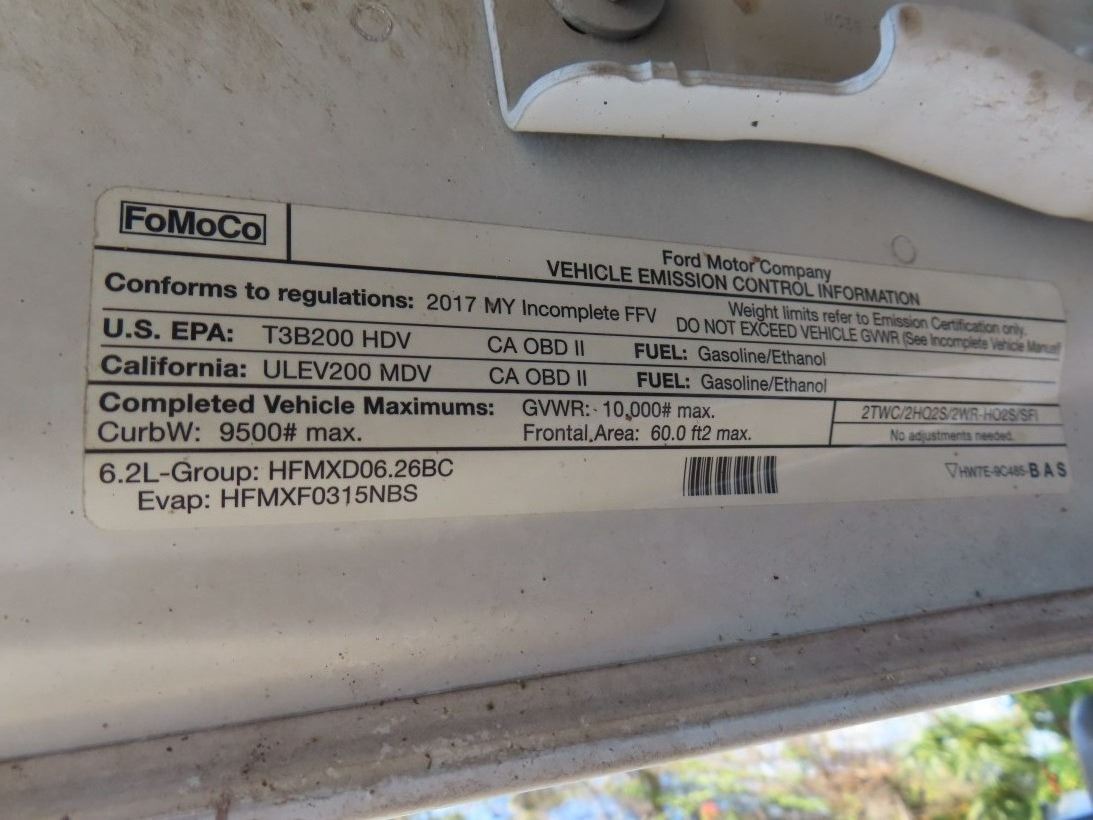 FoMoCo
Ford Motor Company
VEHICLE EMISSION CONTROL INFORMATION
Conforms to regulations: 2017 MY Incomplete FFV
Weight limits refer to Emission Certification only.
DO NOT EXCEED VEHICLE GVWR (See Incomplete Vehicle Manual)
U.S. EPA: T3B200 HDV CA OBD II FUEL: Gasoline/Ethanol
California: ULEV200 MDV CA OBD II FUEL: Gasoline/Ethanol
Completed Vehicle Maximums: GVWR: 10,000# max.
CurbW: 9500# max. Frontal Area: 60.0 ft2 max.
2TWC/2HO2S/2WR-HO2S/SFI
No adjustments needed.
6.2L-Group: HFMXD06.26BC
Evap: HFMXF0315NBS
HW7E-9C485-BAS